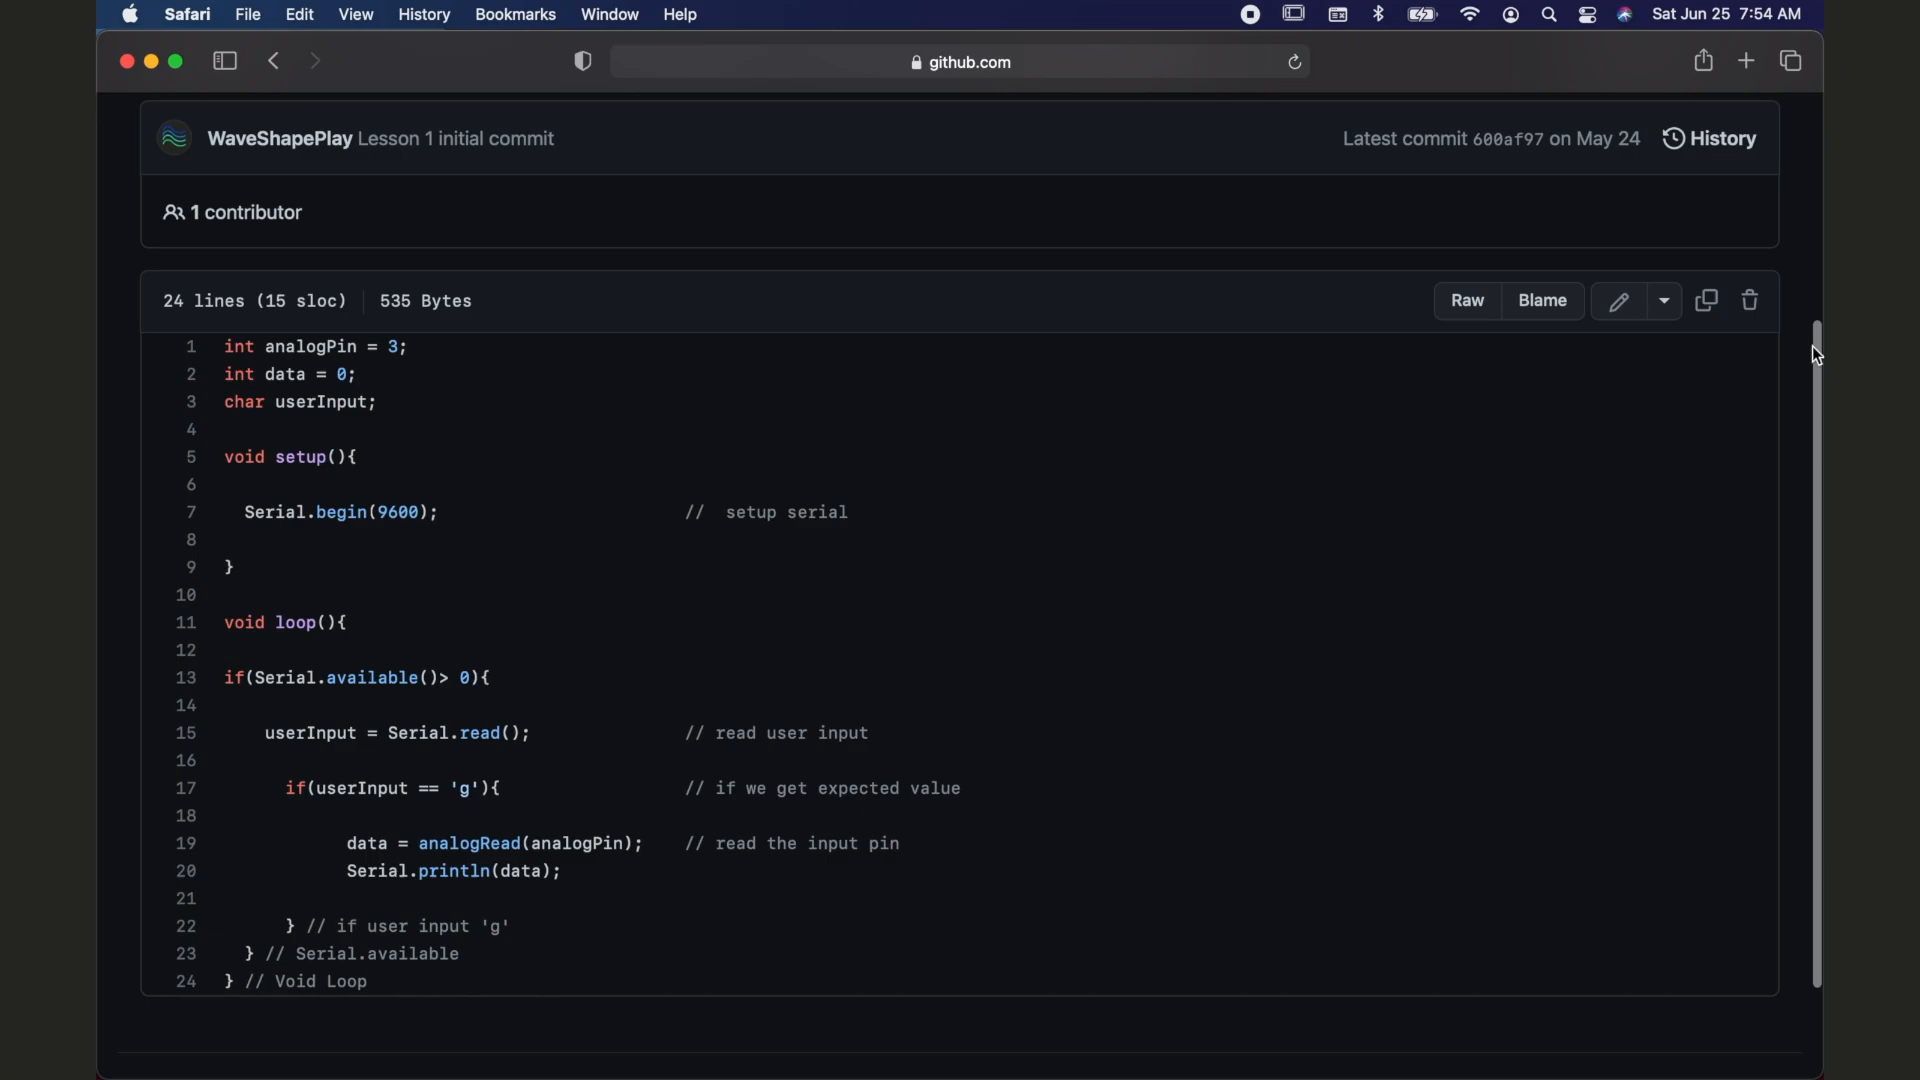 Safari File Edit View History Bookmarks Window Help Sat Jun 25 7:54 AM
github.com
WaveShapePlay Lesson 1 initial commit Latest commit 600af97 on May 24 History
1 contributor
24 lines (15 sloc) 535 Bytes Raw Blame
1 int analogPin = 3;
2 int data = 0;
3 char userInput;
4
5 void setup(){
6
7 Serial.begin(9600); // setup serial
8
9 }
10
11 void loop(){
12
13 if(Serial.available()> 0){
14
15 userInput = Serial.read(); // read user input
16
17 if(userInput == 'g'){ // if we get expected value
18
19 data = analogRead(analogPin); // read the input pin
20 Serial.println(data);
21
22 } // if user input 'g'
23 } // Serial.available
24 } // Void Loop